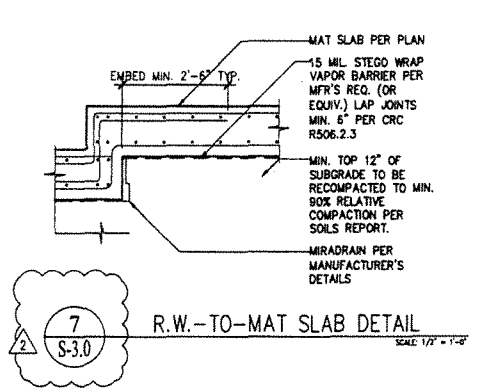 MAT SLAB PER PLAN
EMBED MIN. 2'-6" TYP.
15 MIL STEGO WRAP
VAPOR BARRIER PER
MFR'S REQ. (OR
EQUIV.) LAP JOINTS
MIN. 6" PER CRC
R506.2.3
MIN. TOP 12" OF
SUBGRADE TO BE
RECOMPACTED TO MIN.
90% RELATIVE
COMPACTION PER
SOILS REPORT.
MIRADRAIN PER
MANUFACTURER'S
DETAILS
2
7
S-3.0
R.W.-TO-MAT SLAB DETAIL
SCALE: 1/2" = 1'-0"